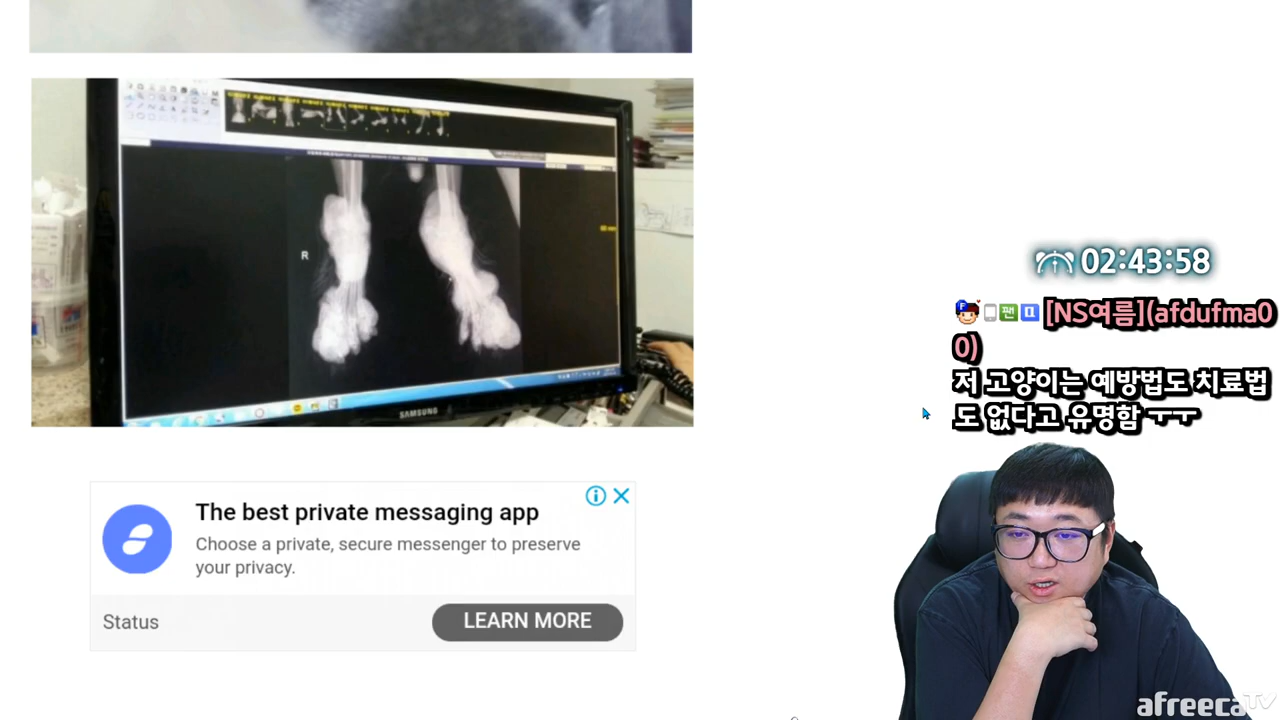 R
SAMSUNG
The best private messaging app
Choose a private, secure messenger to preserve
your privacy.
Status
LEARN MORE
02:43:58
F 팬 [NS여름](afdufma0
0)
저 고양이는 예방법도 치료법
도 없다고 유명함 ㅜㅜ
afreecaTV